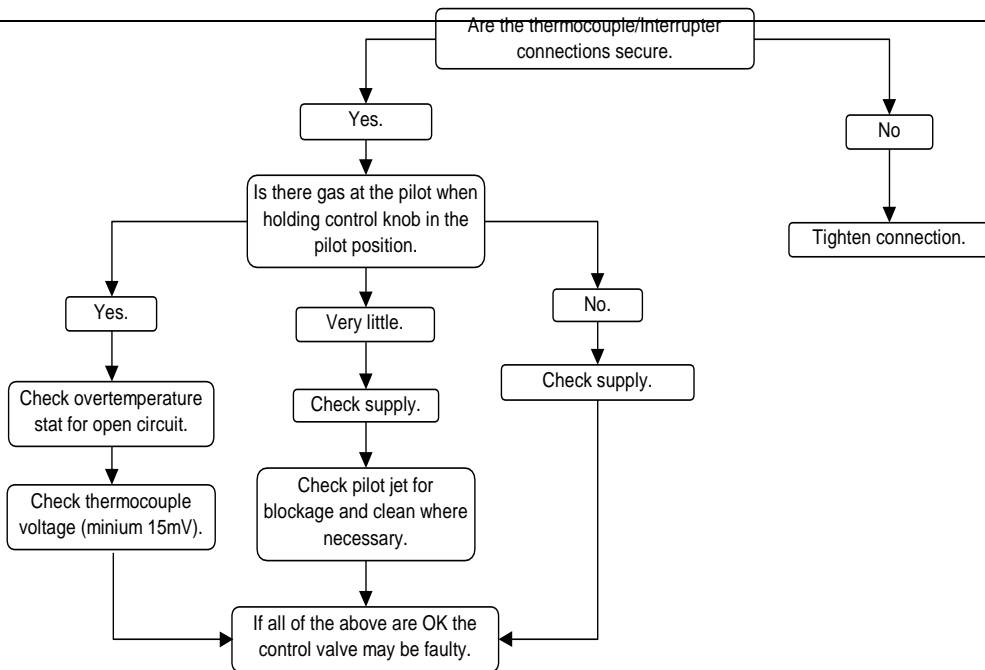 Are the thermocouple/Interrupter
connections secure.
Yes.
No
Is there gas at the pilot when
holding control knob in the
pilot position.
Tighten connection.
Yes.
Very little.
No.
Check overtemperature
stat for open circuit.
Check supply.
Check supply.
Check thermocouple
voltage (minium 15mV).
Check pilot jet for
blockage and clean where
necessary.
If all of the above are OK the
control valve may be faulty.